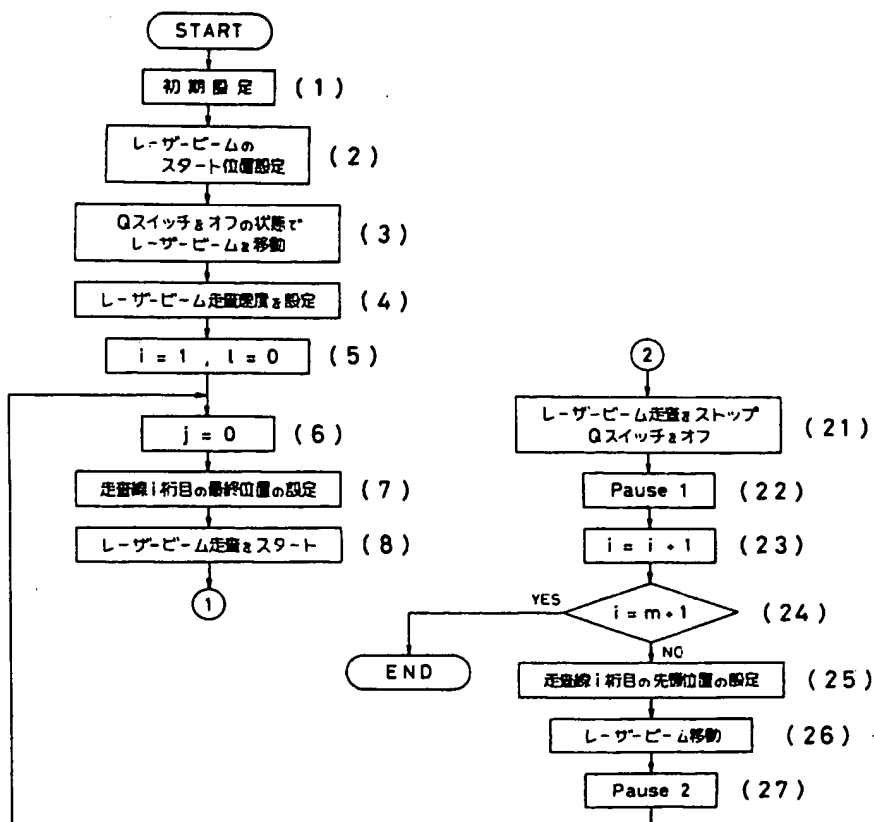 START
初期設定 (1)
レーザービームの
スタート位置設定 (2)
Qスイッチをオフの状態で
レーザービームを移動 (3)
レーザービーム走査速度を設定 (4)
i = 1 , l = 0 (5)
j = 0 (6)
走査線i桁目の最終位置の設定 (7)
レーザービーム走査をスタート (8)
1
2
レーザービーム走査をストップ
Qスイッチをオフ (21)
Pause 1 (22)
i = i + 1 (23)
i = m + 1 (24)
YES
NO
END
走査線i桁目の先頭位置の設定 (25)
レーザービーム移動 (26)
Pause 2 (27)